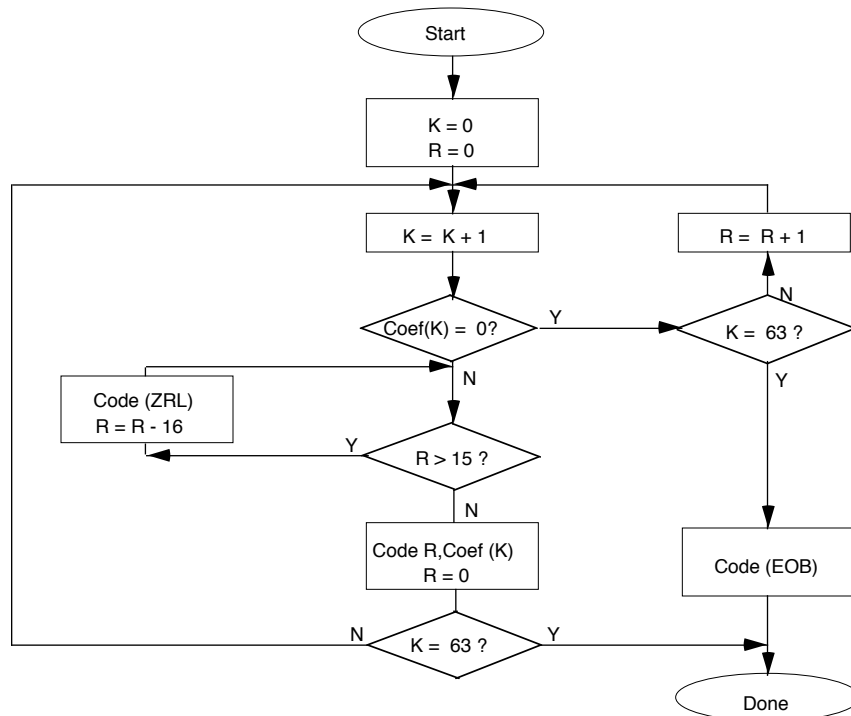 Start
K = 0
R = 0
K = K + 1
R = R + 1
N
Coef(K) = 0?
Y
K = 63 ?
N
Y
Code (ZRL)
R = R - 16
Y
R > 15 ?
N
Code R,Coef (K)
R = 0
Code (EOB)
N
K = 63 ?
Y
Done